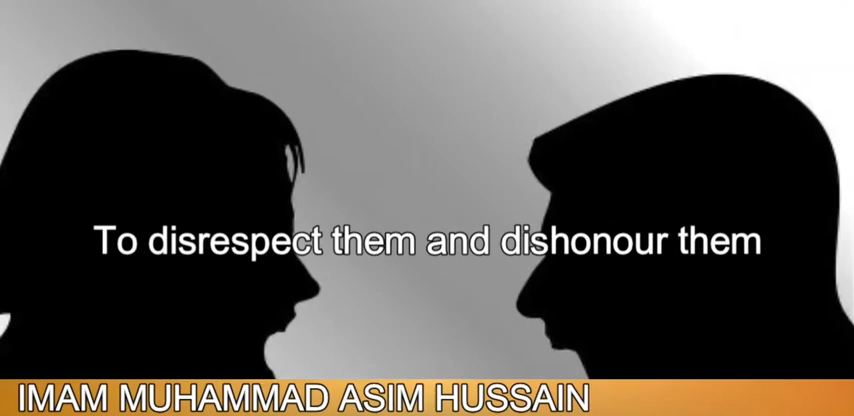 To disrespect them and dishonour them
IMAM MUHAMMAD ASIM HUSSAIN